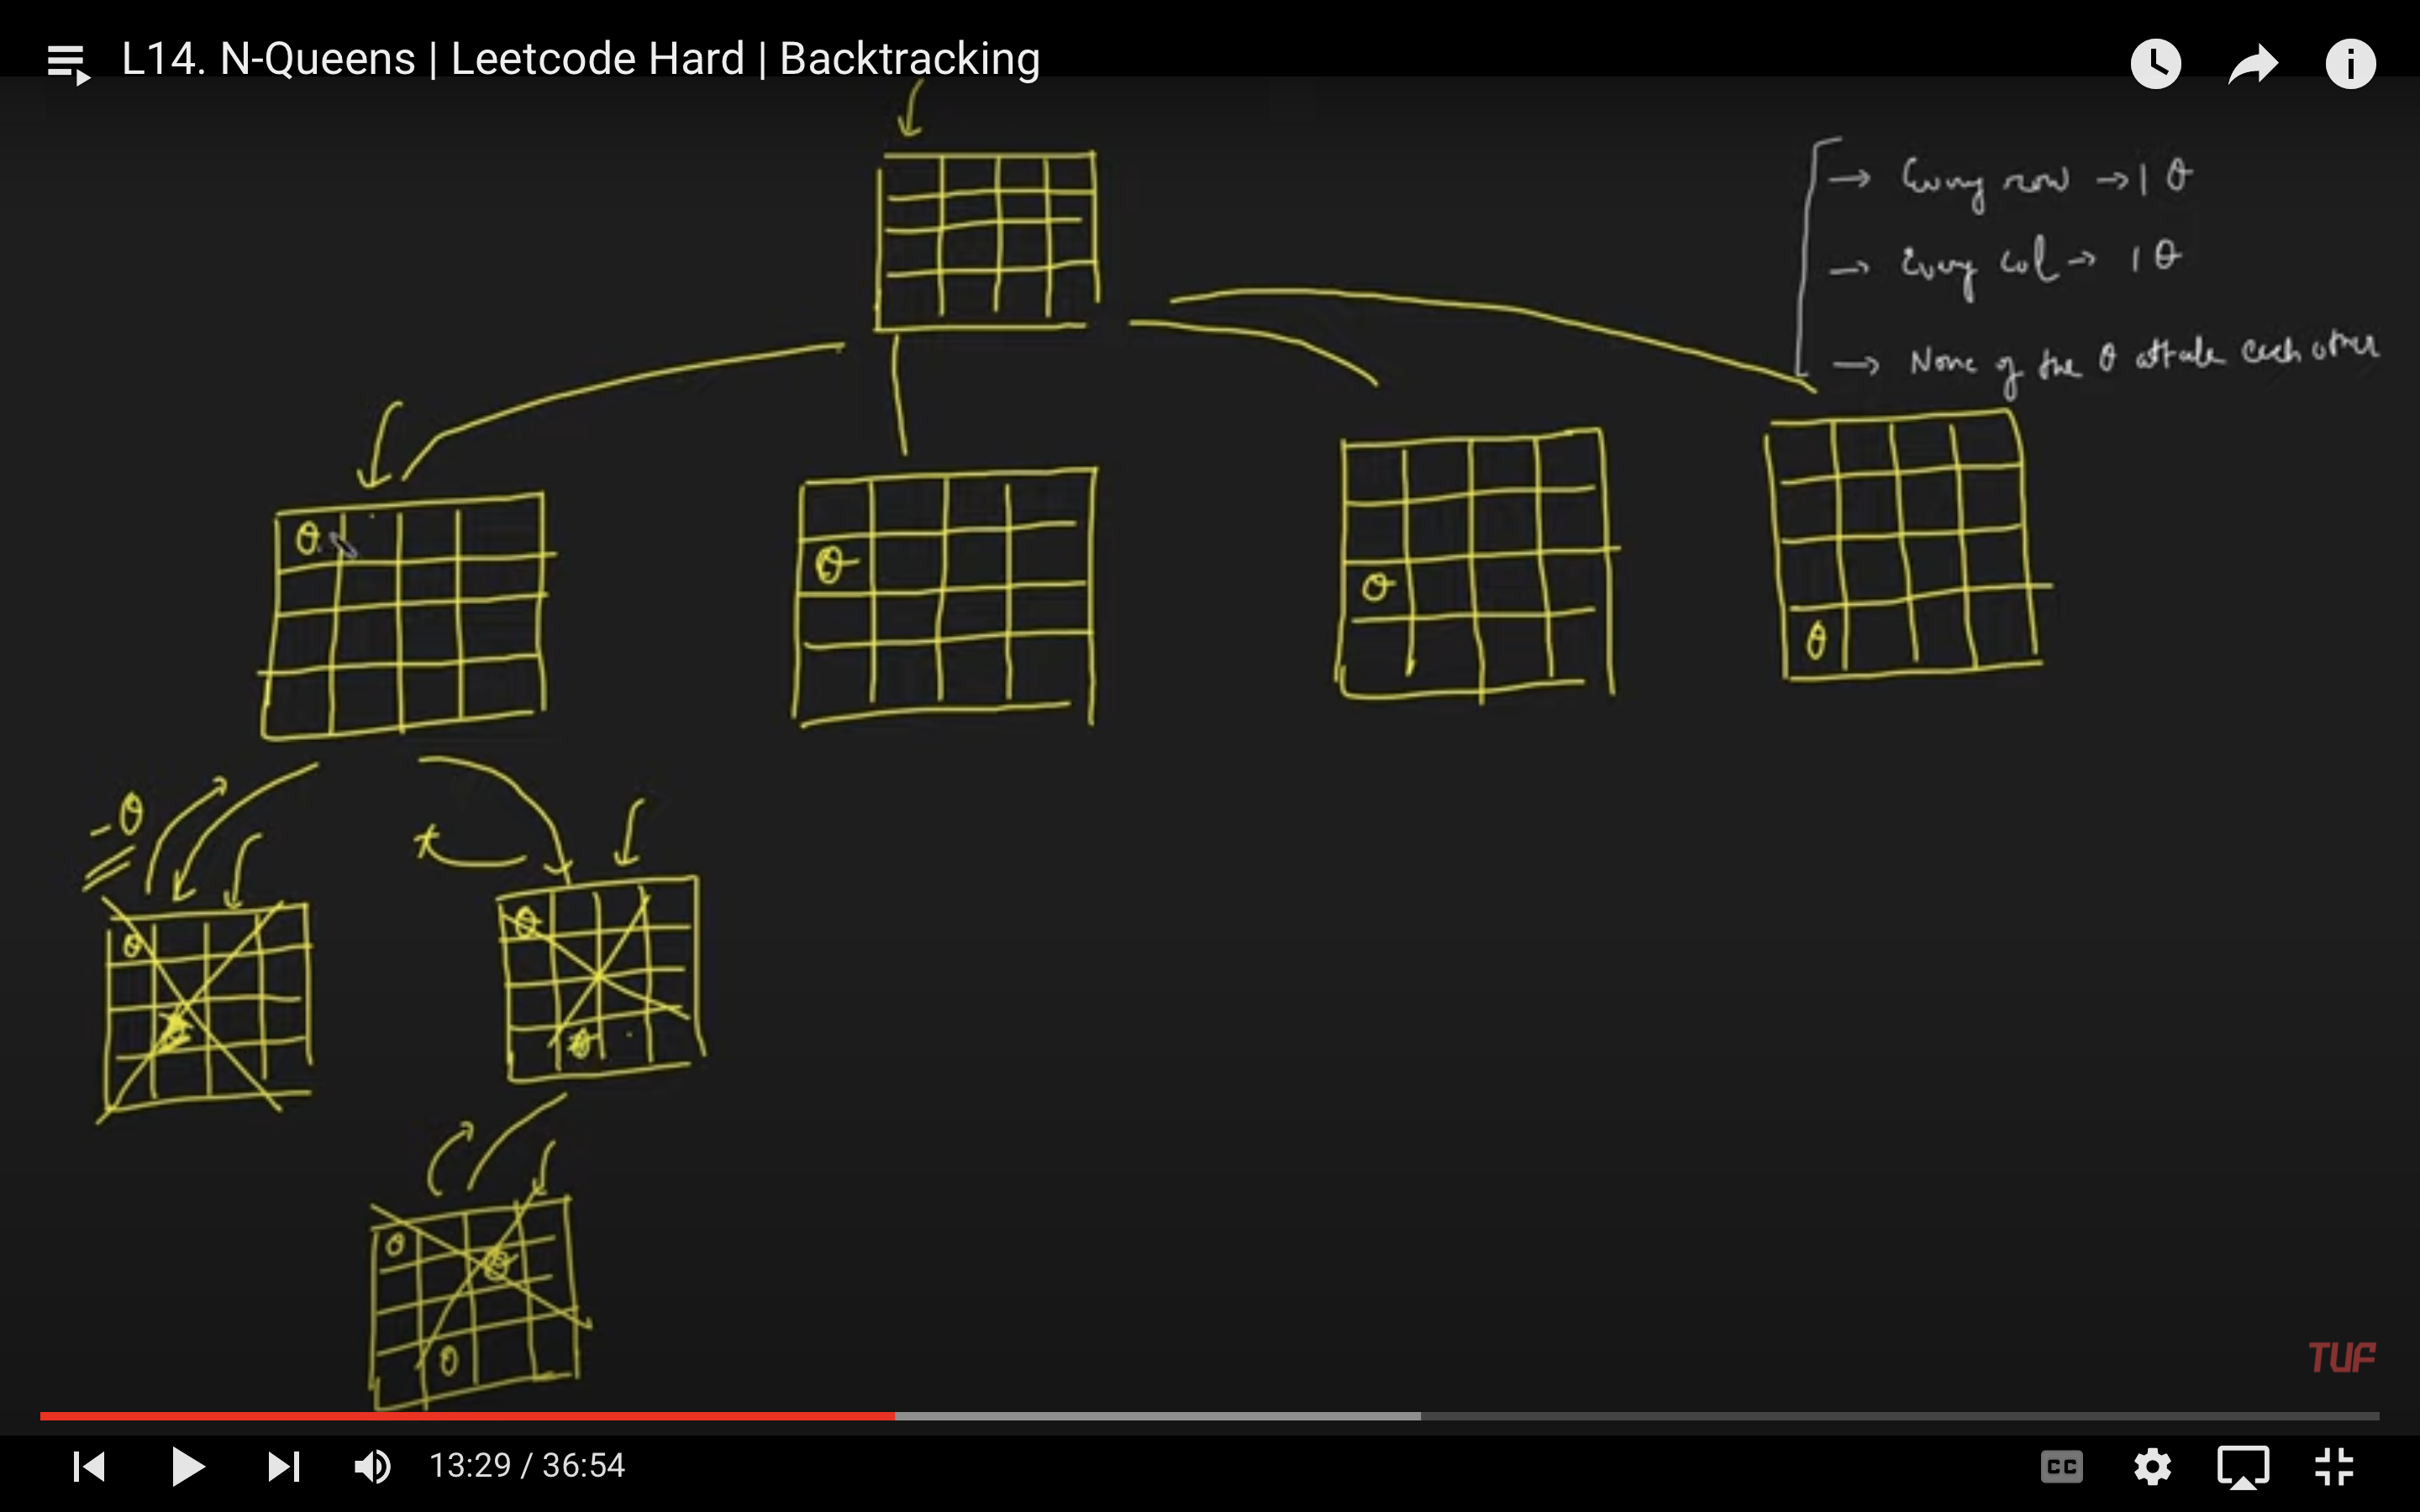 L14. N-Queens | Leetcode Hard | Backtracking
→ Every row → 1 Q
→ Every col → 1 Q
→ None of the Q attack each other
Q
Q
Q
Q
- Q
Q
Q
Q
Q
Q
Q
TUF
13:29 / 36:54
CC